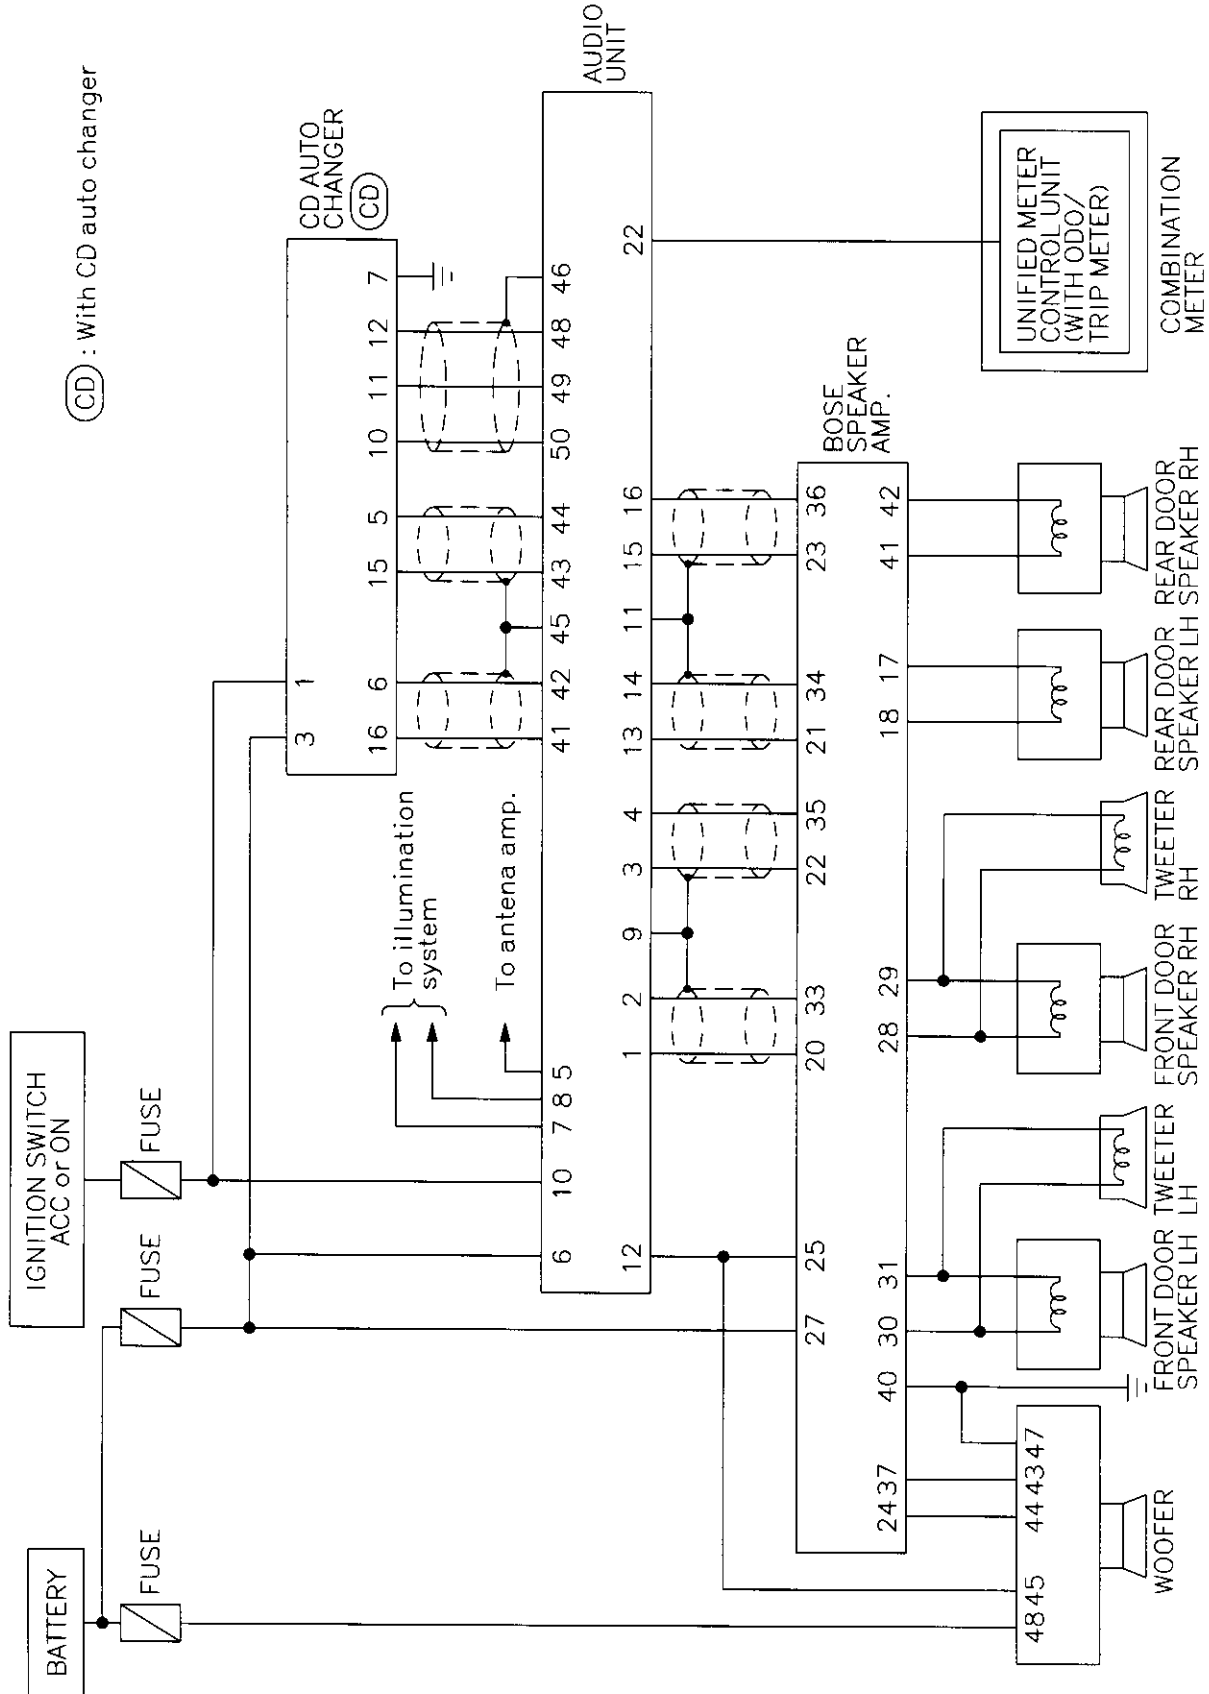 CD : With CD auto changer
BATTERY
IGNITION SWITCH
ACC or ON
FUSE
FUSE
FUSE
CD AUTO
CHANGER
CD
3
1
16
6
15
5
10
11
12
7
To illumination
system
To antena amp.
AUDIO
UNIT
6
10
7
8
5
41
42
45
43
44
50
49
48
46
12
1
2
9
3
4
13
14
11
15
16
22
BOSE
SPEAKER
AMP.
27
25
20
33
22
35
21
34
23
36
24
37
40
30
31
28
29
18
17
41
42
UNIFIED METER
CONTROL UNIT
(WITH ODO/
TRIP METER)
COMBINATION
METER
48
45
44
43
47
WOOFER
FRONT DOOR
SPEAKER LH
TWEETER
LH
FRONT DOOR
SPEAKER RH
TWEETER
RH
REAR DOOR
SPEAKER LH
REAR DOOR
SPEAKER RH